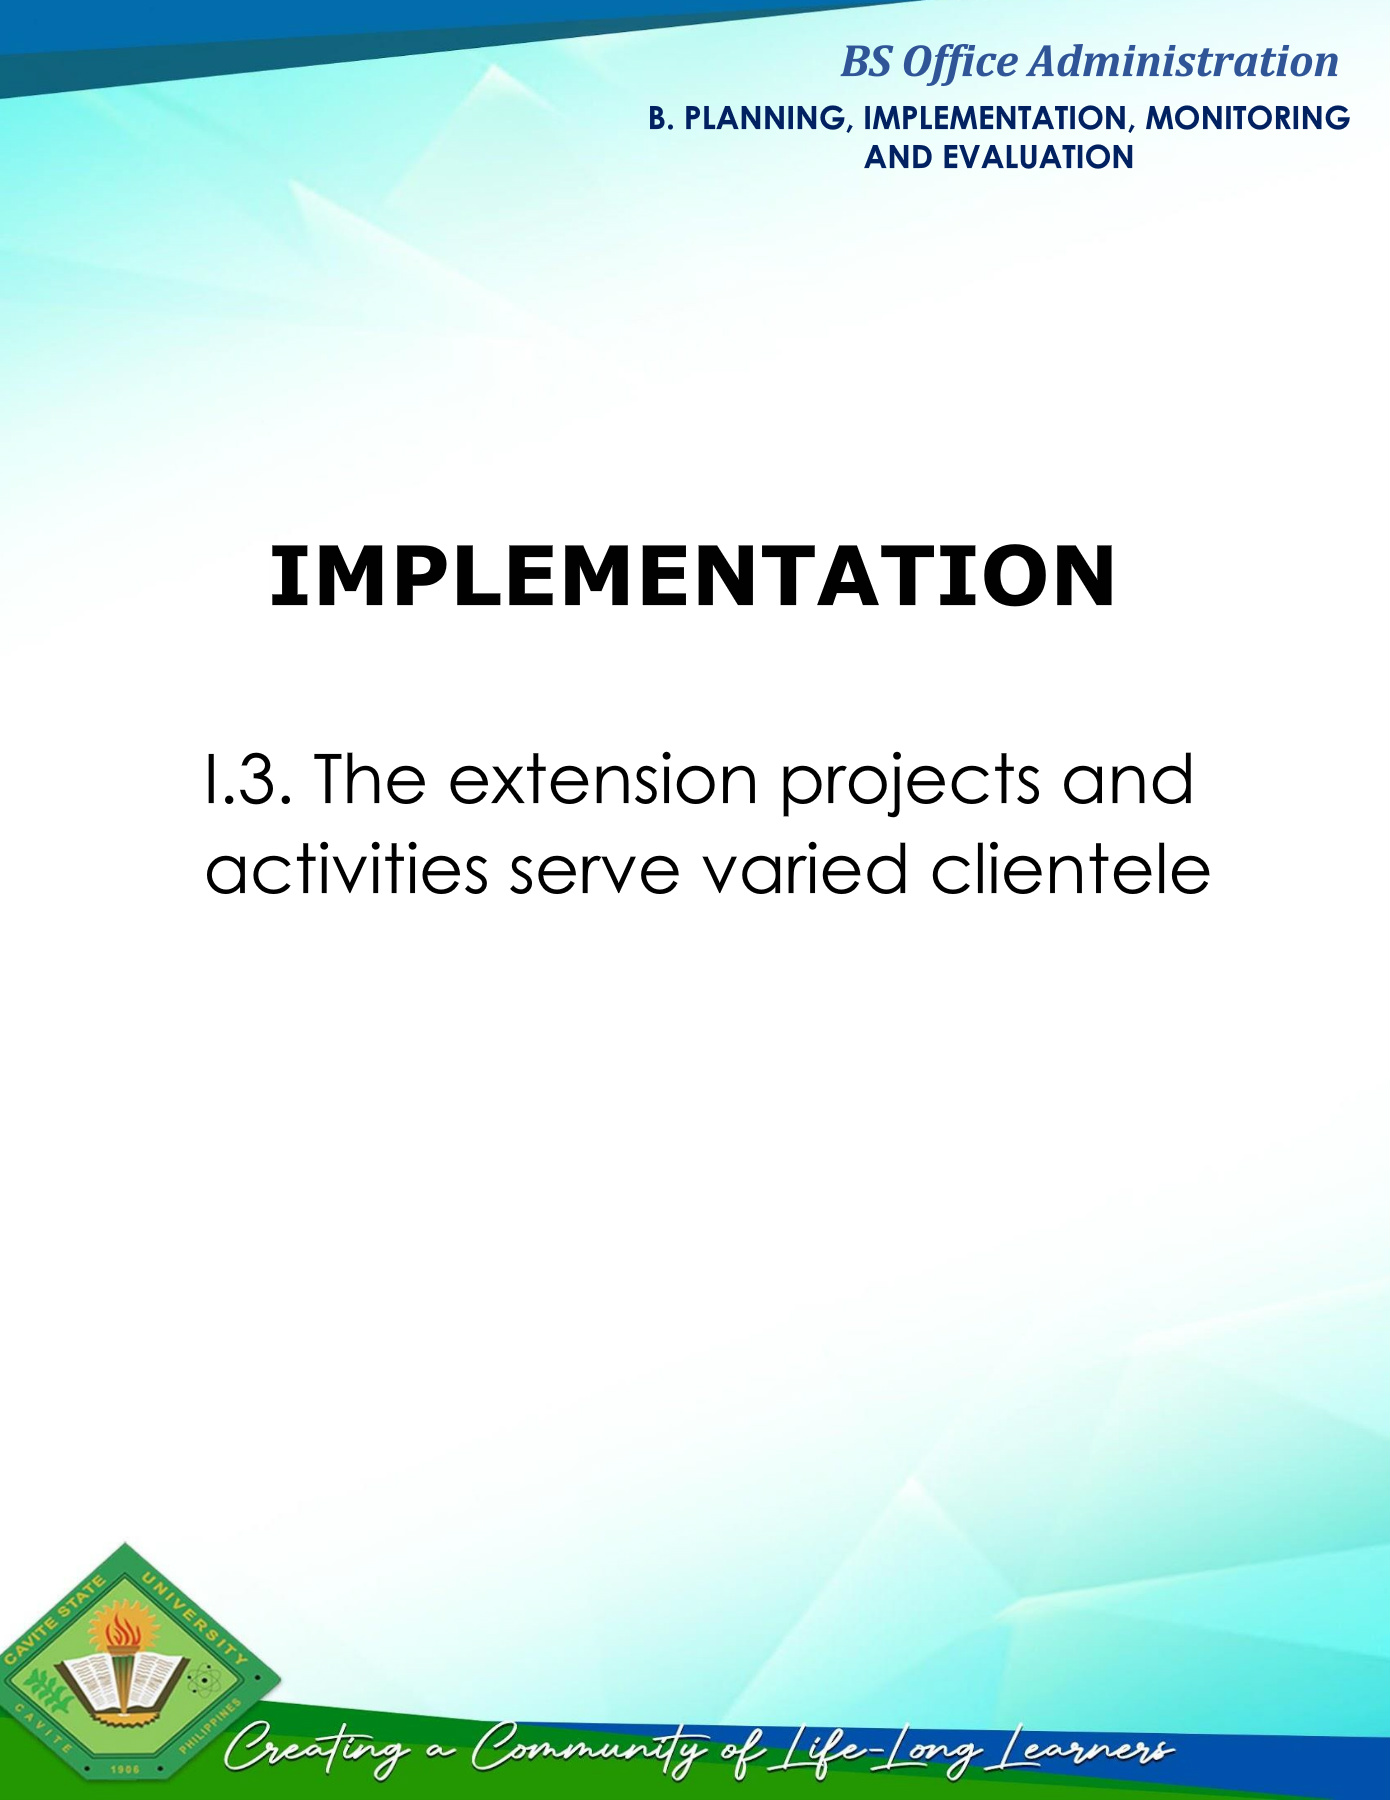 BS Office Administration
B. PLANNING, IMPLEMENTATION, MONITORING
AND EVALUATION
IMPLEMENTATION
I.3. The extension projects and
activities serve varied clientele
CAVITE STATE UNIVERSITY
CAVITE PHILIPPINES
1906
Creating a Community of Life-Long Learners